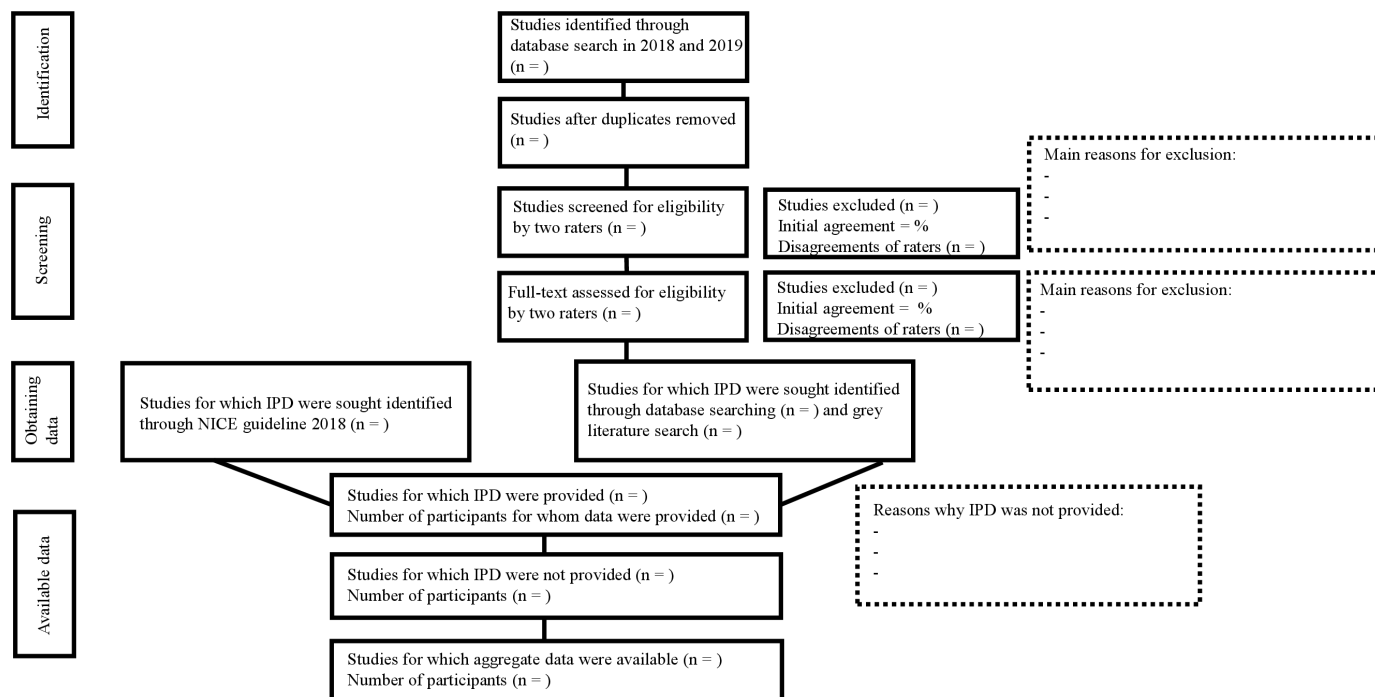 Identification
Studies identified through
database search in 2018 and 2019
(n = )
Studies after duplicates removed
(n = )
Screening
Studies screened for eligibility
by two raters (n = )
Studies excluded (n = )
Initial agreement = %
Disagreements of raters (n = )
Main reasons for exclusion:
-
-
-
Full-text assessed for eligibility
by two raters (n = )
Studies excluded (n = )
Initial agreement =  %
Disagreements of raters (n = )
Main reasons for exclusion:
-
-
-
Obtaining
data
Studies for which IPD were sought identified
through NICE guideline 2018 (n = )
Studies for which IPD were sought identified
through database searching (n = ) and grey
literature search (n = )
Available data
Studies for which IPD were provided (n = )
Number of participants for whom data were provided (n = )
Reasons why IPD was not provided:
-
-
-
Studies for which IPD were not provided (n = )
Number of participants (n = )
Studies for which aggregate data were available (n = )
Number of participants (n = )